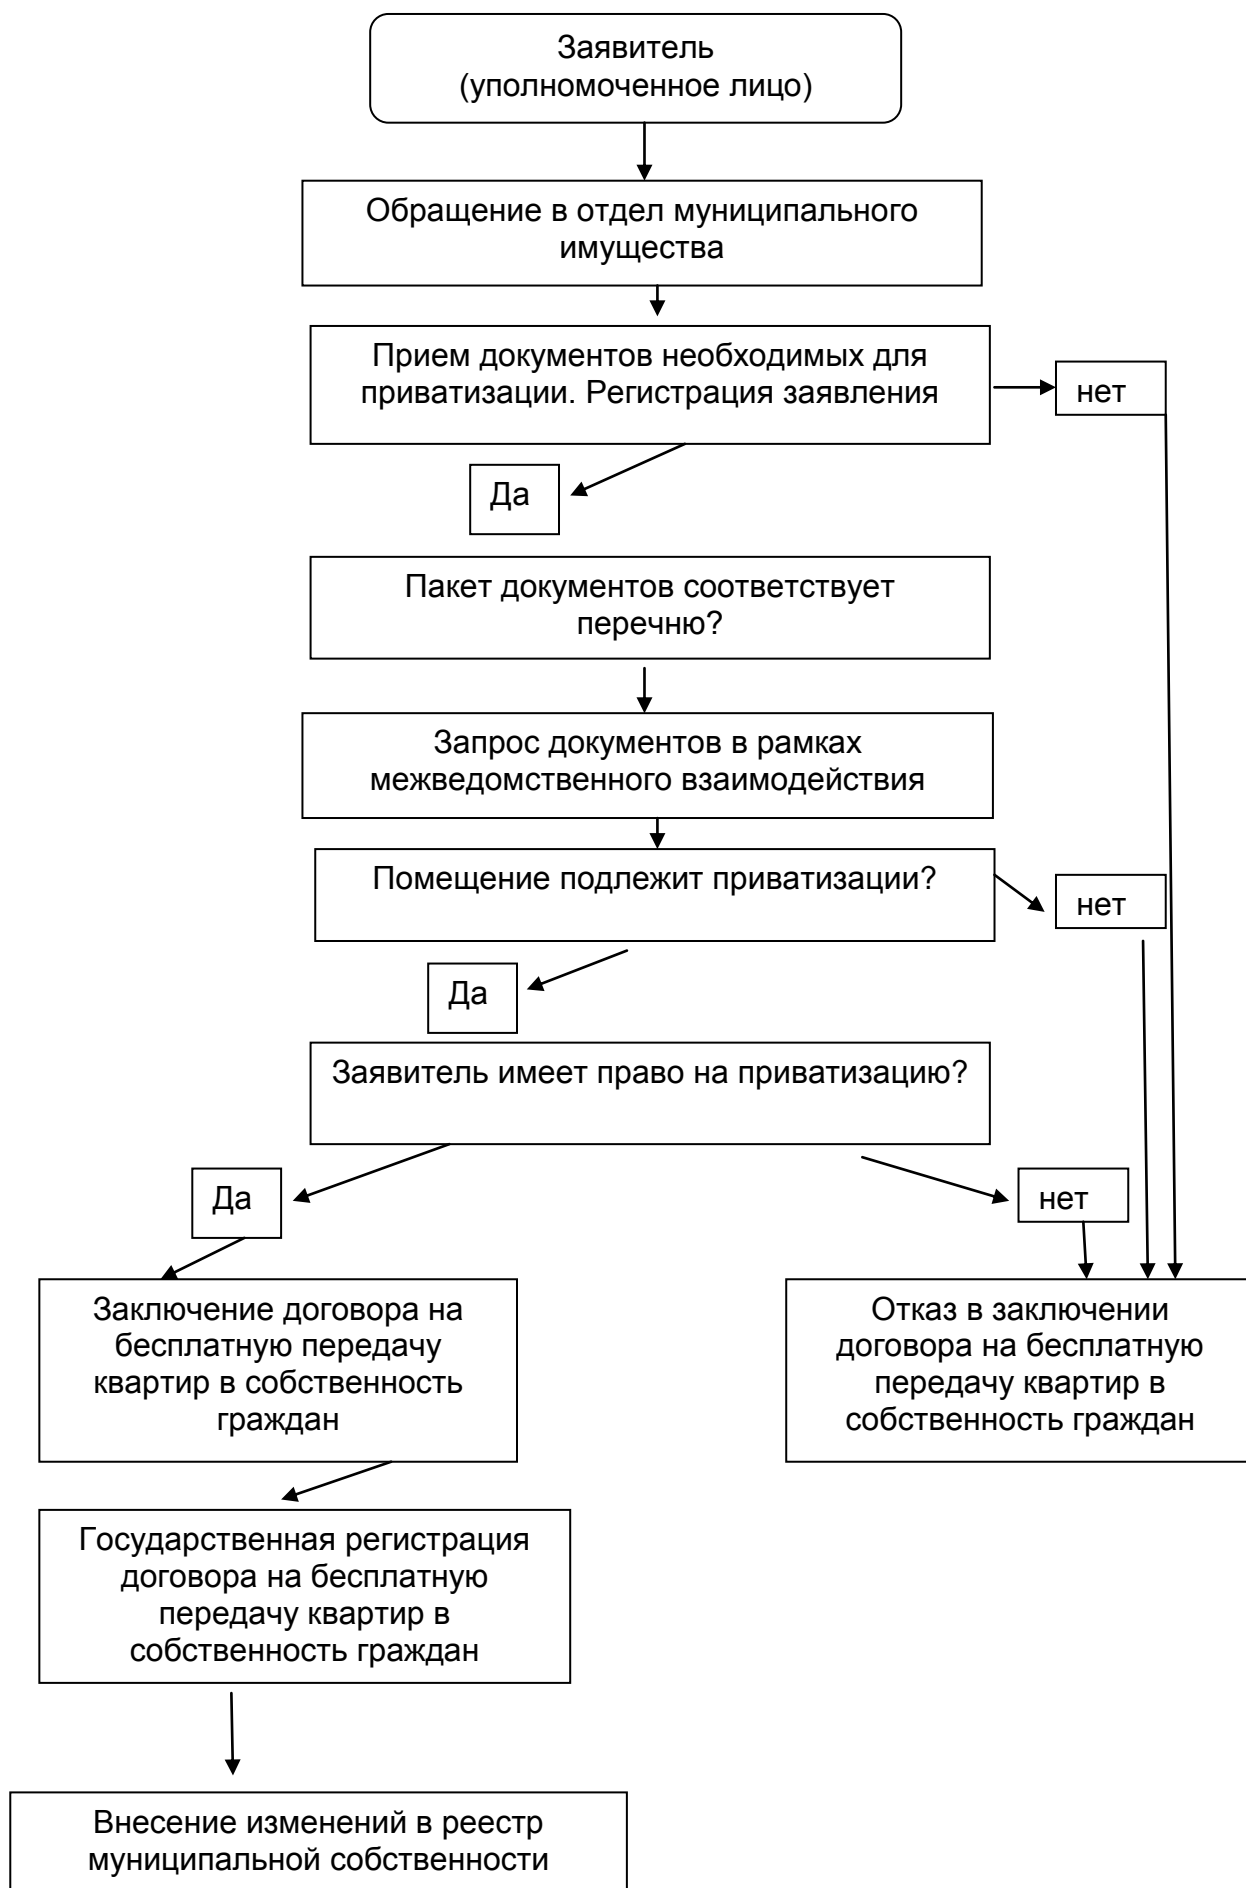 Заявитель
(уполномоченное лицо)
Обращение в отдел муниципального
имущества
Прием документов необходимых для
приватизации. Регистрация заявления
нет
Да
Пакет документов соответствует
перечню?
Запрос документов в рамках
межведомственного взаимодействия
Помещение подлежит приватизации?
нет
Да
Заявитель имеет право на приватизацию?
Да
нет
Заключение договора на
бесплатную передачу
квартир в собственность
граждан
Отказ в заключении
договора на бесплатную
передачу квартир в
собственность граждан
Государственная регистрация
договора на бесплатную
передачу квартир в
собственность граждан
Внесение изменений в реестр
муниципальной собственности